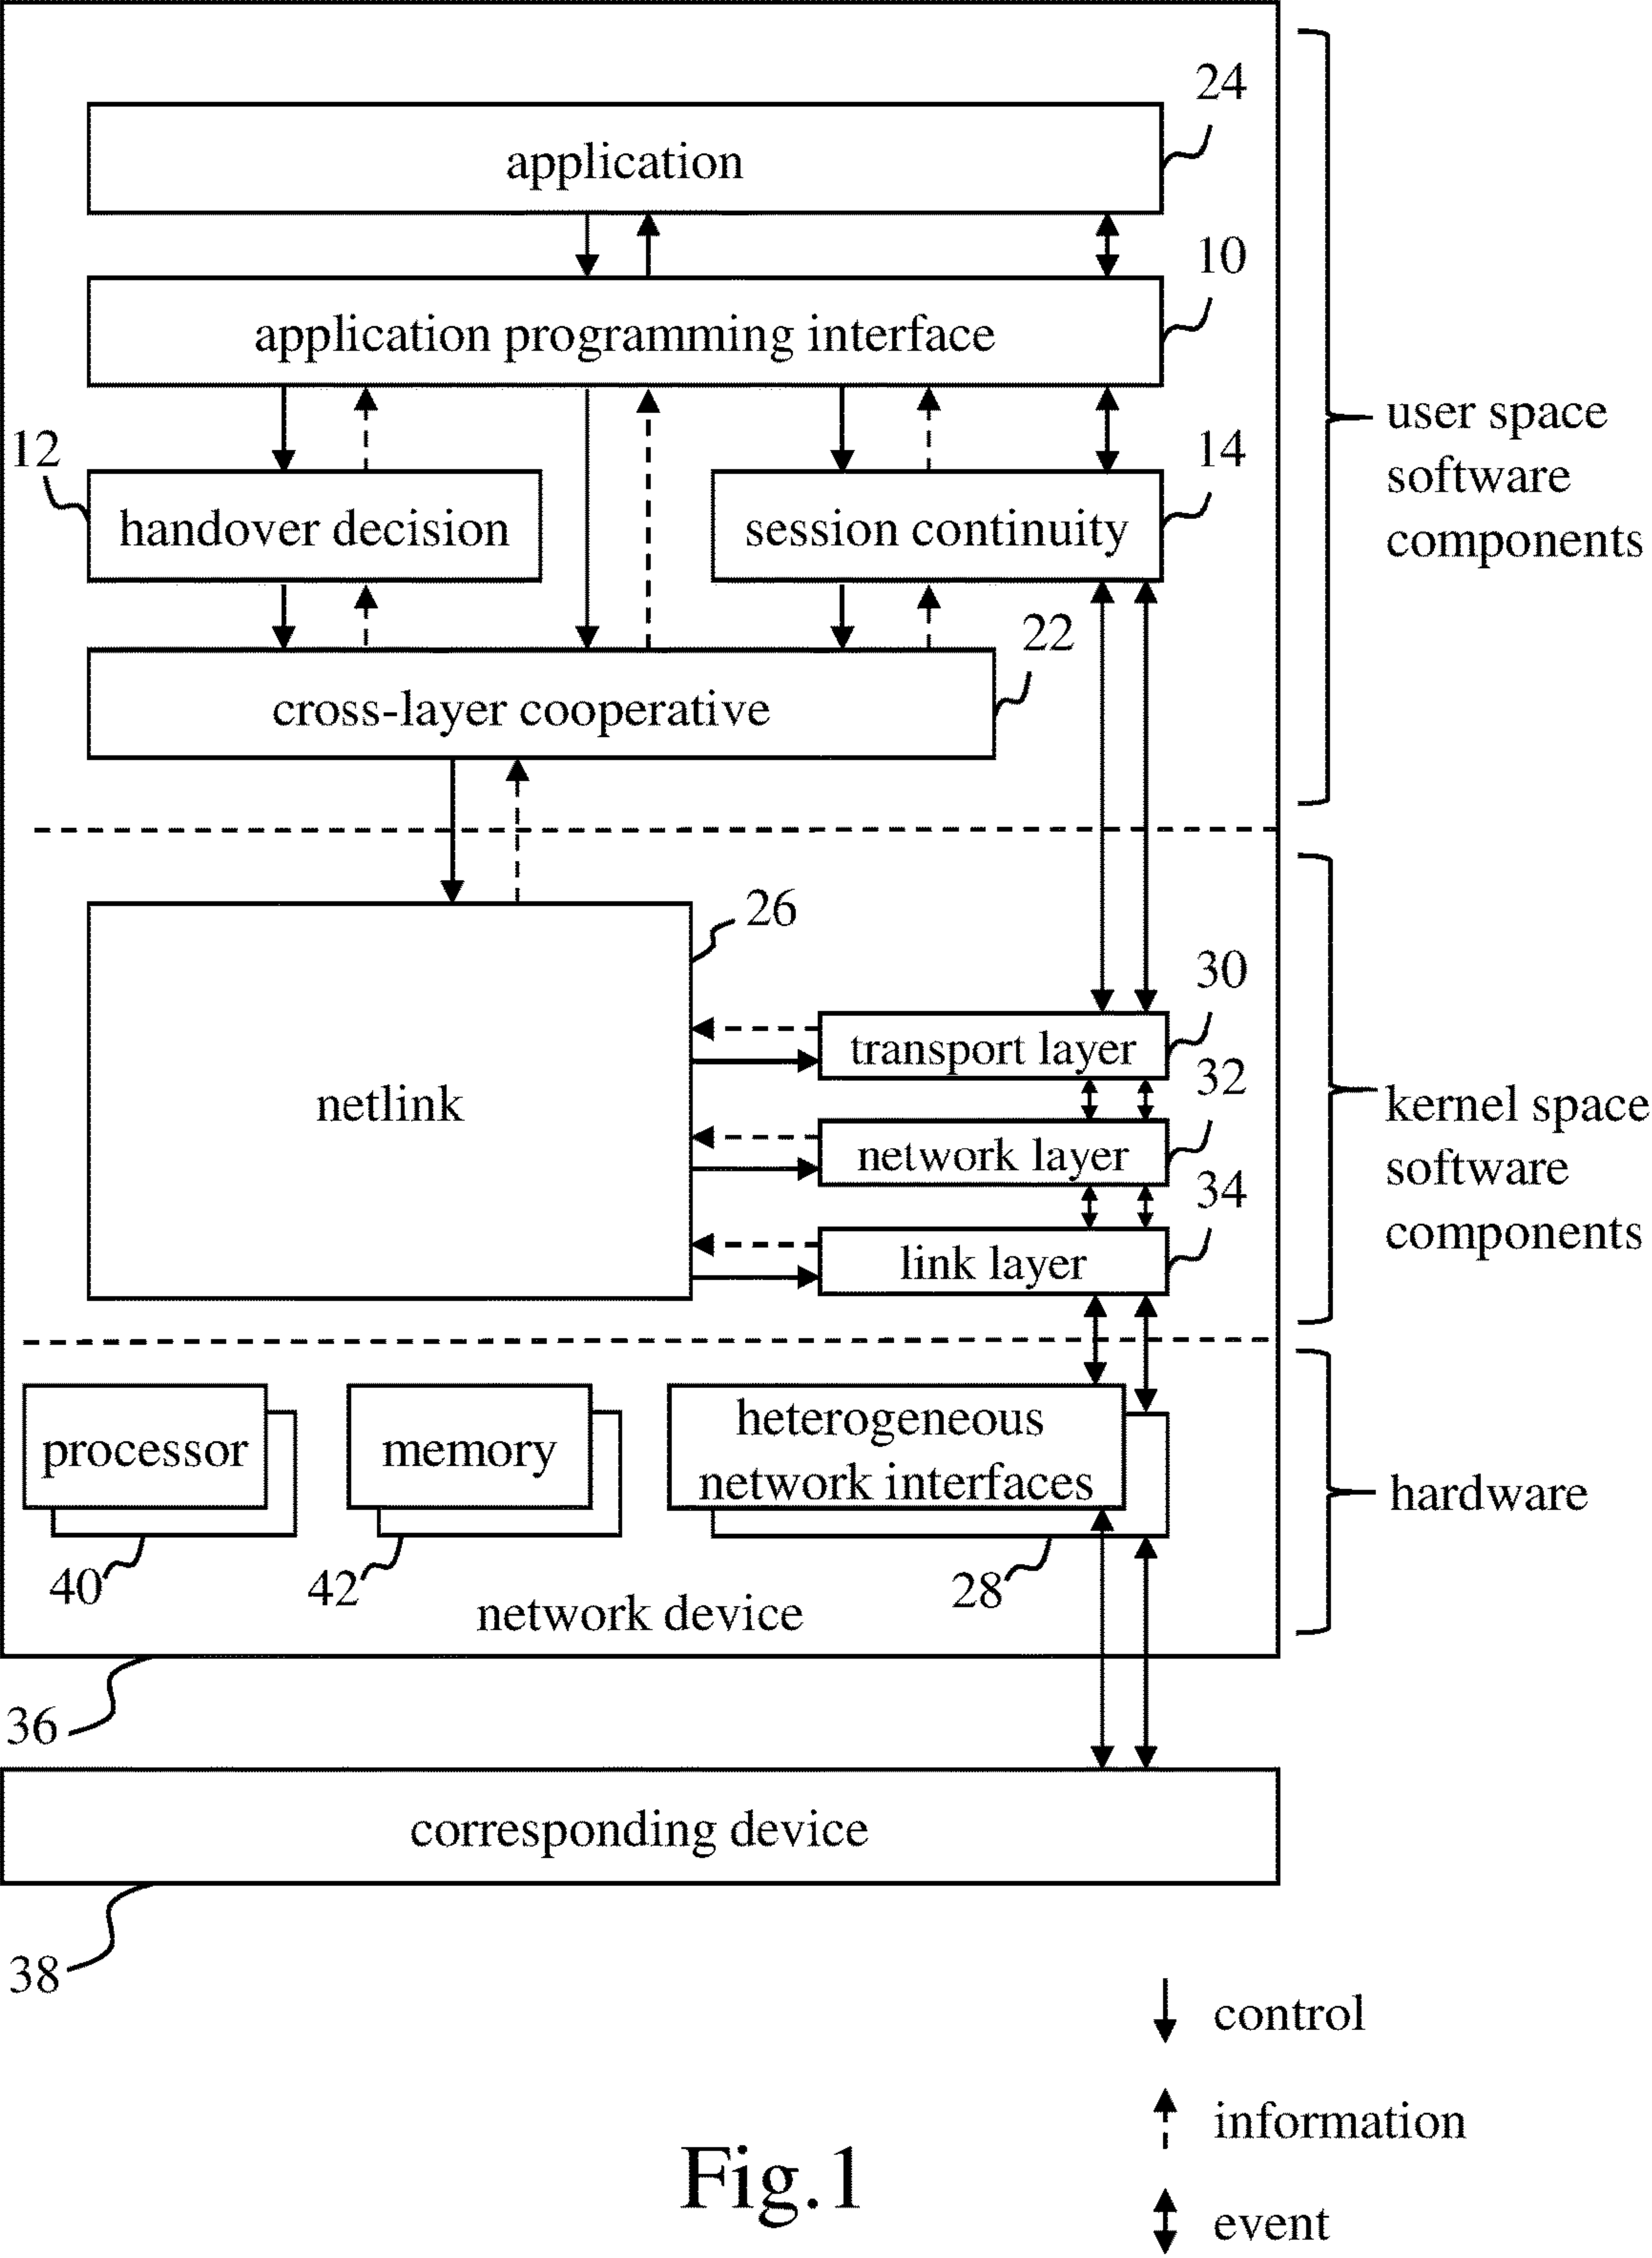 24
application
10
application programming interface
user space
software
components
12
14
handover decision
session continuity
22
cross-layer cooperative
26
30
transport layer
32
netlink
kernel space
software
components
network layer
34
link layer
processor
memory
heterogeneous
network interfaces
hardware
40
42
28
network device
36
corresponding device
38
control
information
event
Fig.1